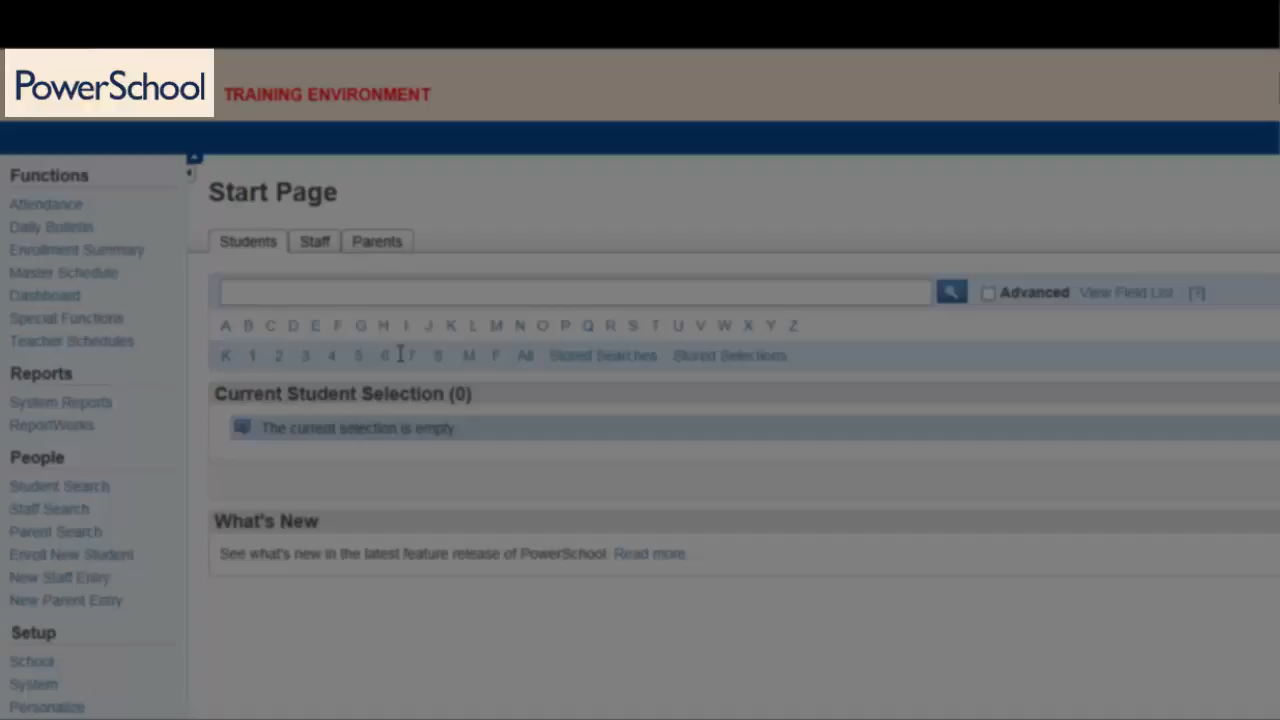 PowerSchool
TRAINING ENVIRONMENT
Functions
Attendance
Daily Bulletin
Enrollment Summary
Master Schedule
Dashboard
Special Functions
Teacher Schedules
Reports
System Reports
ReportWorks
People
Student Search
Staff Search
Parent Search
Enroll New Student
New Staff Entry
New Parent Entry
Setup
School
System
Personalize
Start Page
Students Staff Parents
Advanced View Field List [?]
A B C D E F G H I J K L M N O P Q R S T U V W X Y Z
K 1 2 3 4 5 6 7 8 M F All Stored Searches Stored Selections
Current Student Selection (0)
The current selection is empty
What's New
See what's new in the latest feature release of PowerSchool. Read more...